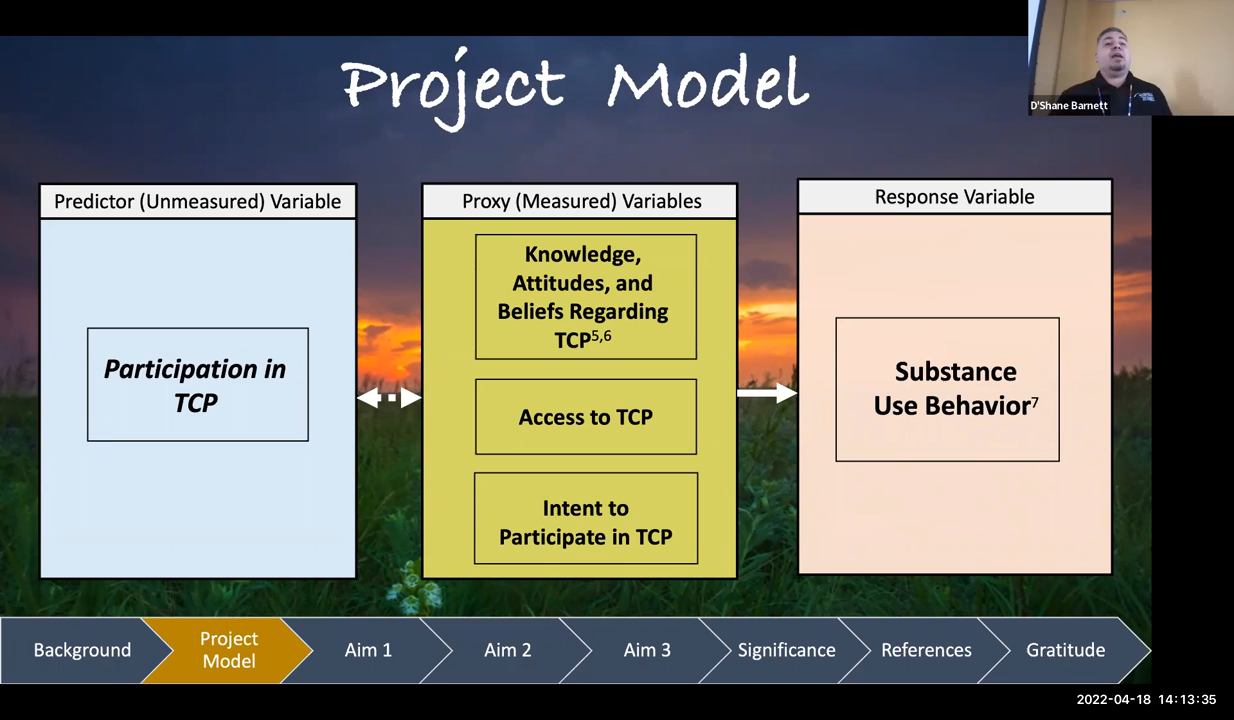 Project Model
D'Shane Barnett
Predictor (Unmeasured) Variable
Participation in
TCP
Proxy (Measured) Variables
Knowledge,
Attitudes, and
Beliefs Regarding
TCP5,6
Access to TCP
Intent to
Participate in TCP
Response Variable
Substance
Use Behavior7
Background
Project
Model
Aim 1
Aim 2
Aim 3
Significance
References
Gratitude
2022-04-18 14:13:35